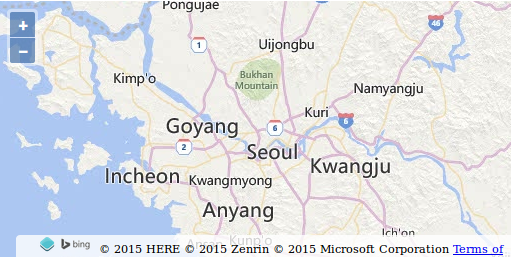 Pongujae
+
46
1
Uijongbu
−
Bukhan
Mountain
Kimp'o
Namyangju
Kuri
6
Goyang
6
2
Seoul
Kwangju
Incheon
Kwangmyong
Anyang
Ich'on
bing
© 2015 HERE © 2015 Zenrin © 2015 Microsoft Corporation Terms of